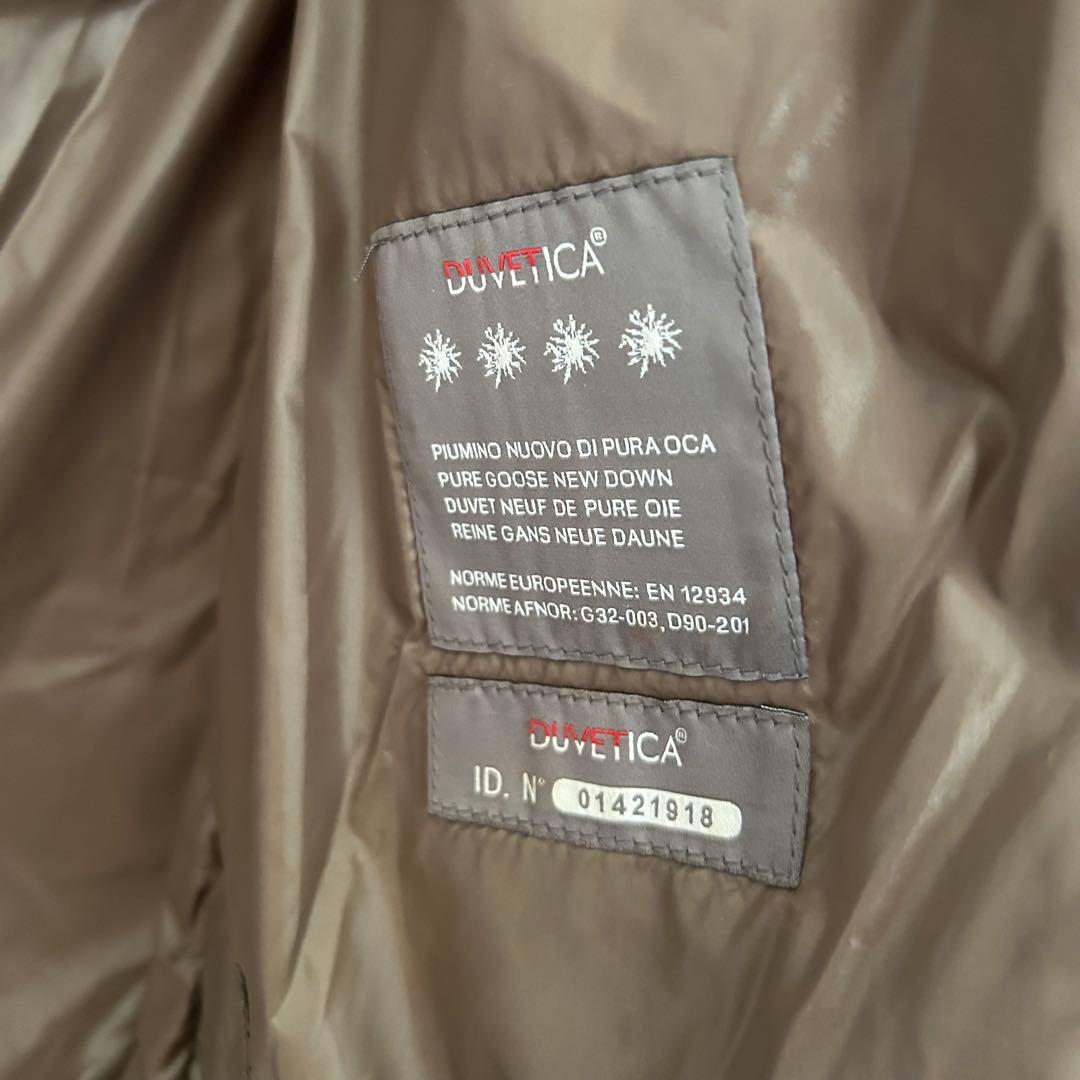 DUVETICA®
PIUMINO NUOVO DI PURA OCA
PURE GOOSE NEW DOWN
DUVET NEUF DE PURE OIE
REINE GANS NEUE DAUNE
NORME EUROPEENNE: EN 12934
NORME AFNOR: G32-003, D90-201
DUVETICA®
ID. N° 01421918